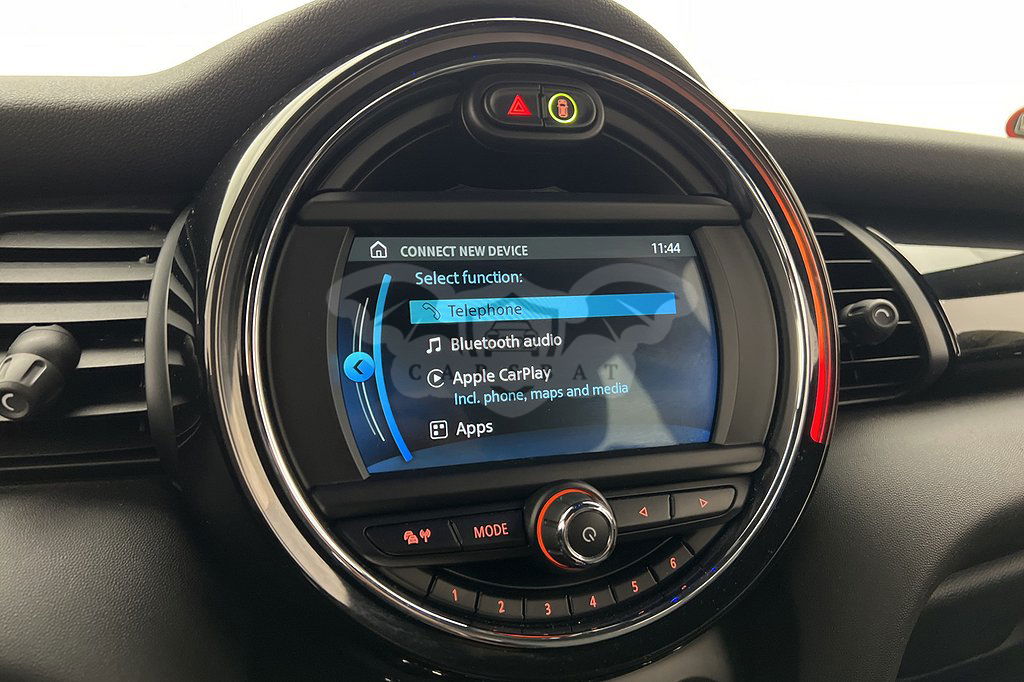 CONNECT NEW DEVICE 11:44
Select function:
Telephone
Bluetooth audio
Apple CarPlay
Incl. phone, maps and media
Apps
MODE
1 2 3 4 5 6